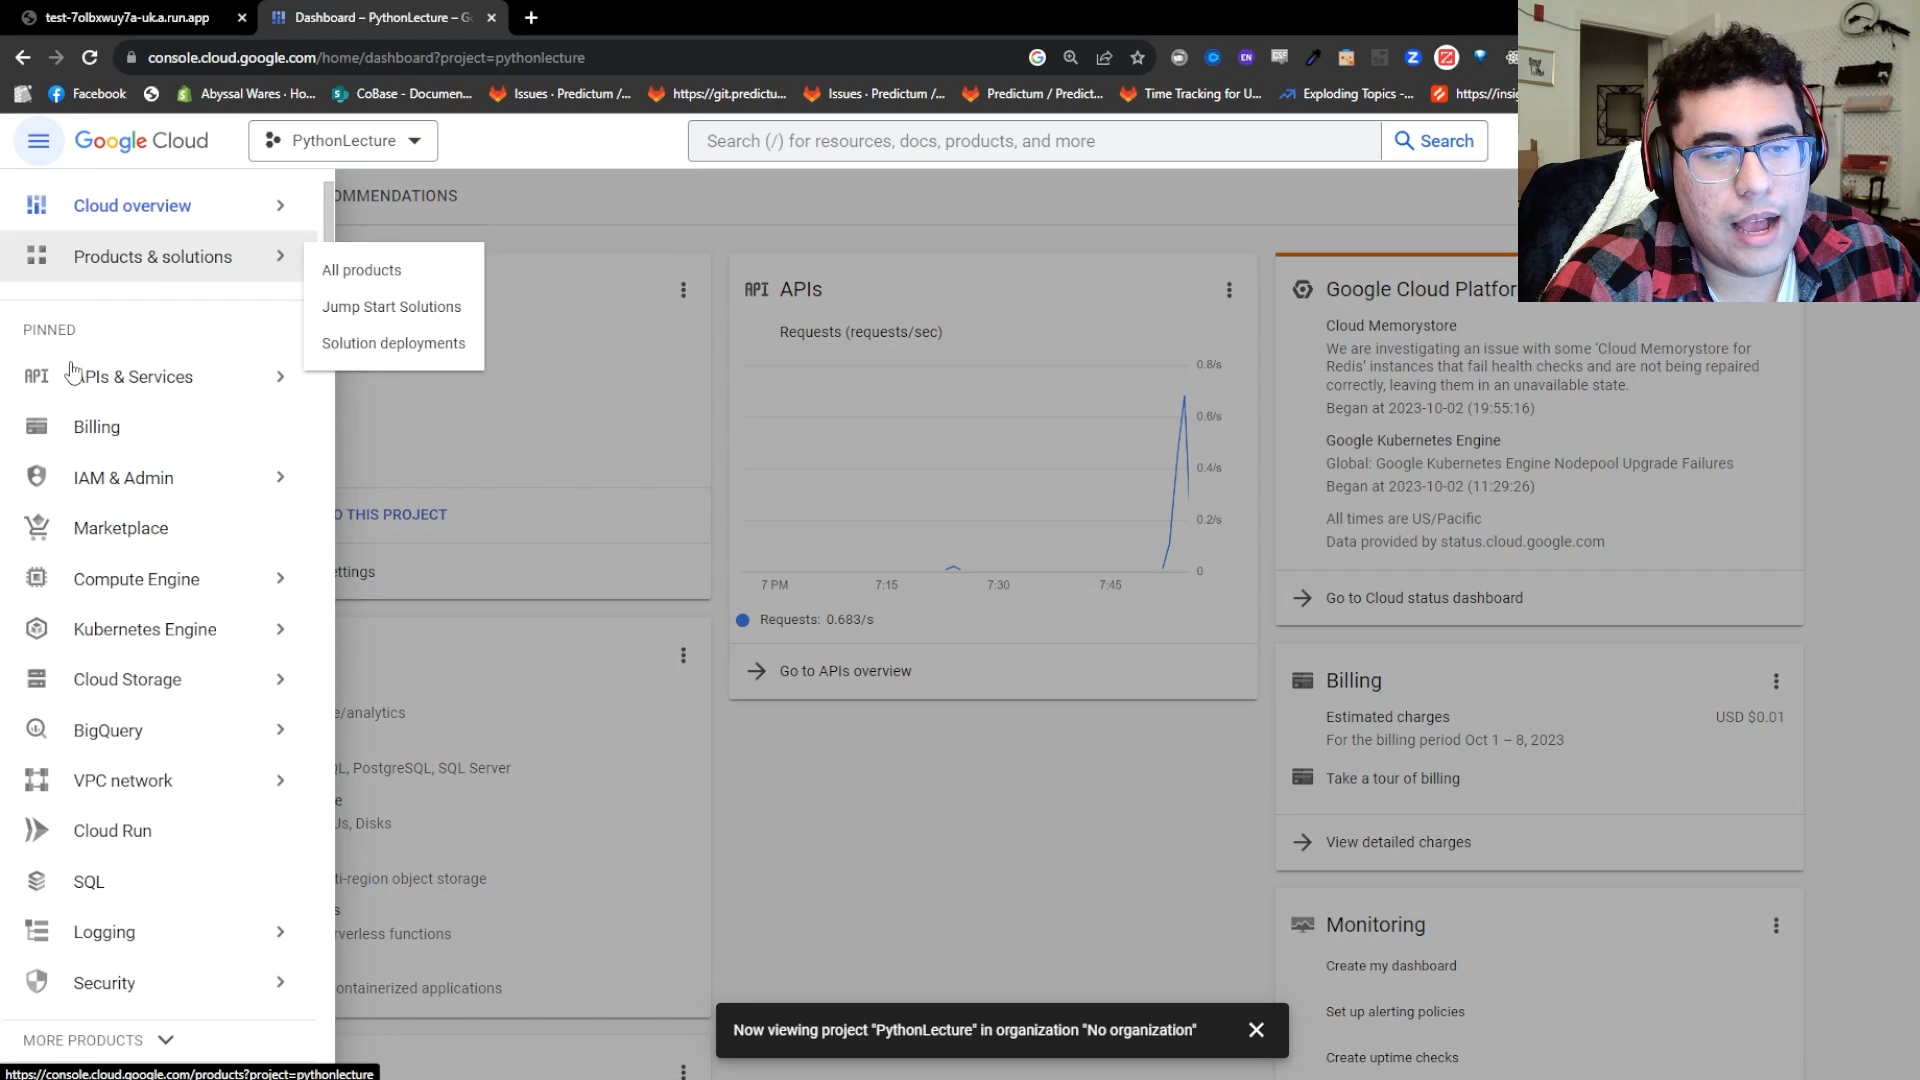 test-7olbxwuy7a-uk.a.run.app
Dashboard – PythonLecture – G
console.cloud.google.com/home/dashboard?project=pythonlecture
Facebook
Abyssal Wares · Ho...
CoBase - Documen...
Issues · Predictum /...
https://git.predictu...
Issues · Predictum /...
Predictum / Predict...
Time Tracking for U...
Exploding Topics -...
https://insi
Google Cloud
PythonLecture
Search (/) for resources, docs, products, and more
Search
Cloud overview
OMMENDATIONS
Products & solutions
All products
Jump Start Solutions
Solution deployments
PINNED
API
APIs & Services
Billing
IAM & Admin
Marketplace
Compute Engine
Kubernetes Engine
Cloud Storage
BigQuery
VPC network
Cloud Run
SQL
Logging
Security
MORE PRODUCTS
https://console.cloud.google.com/products?project=pythonlecture
O THIS PROJECT
ettings
e/analytics
QL, PostgreSQL, SQL Server
e
Us, Disks
ti-region object storage
s
rverless functions
ontainerized applications
API APIs
Requests (requests/sec)
0.8/s
0.6/s
0.4/s
0.2/s
0
7 PM
7:15
7:30
7:45
Requests: 0.683/s
Go to APIs overview
Google Cloud Platfor
Cloud Memorystore
We are investigating an issue with some 'Cloud Memorystore for
Redis' instances that fail health checks and are not being repaired
correctly, leaving them in an unavailable state.
Began at 2023-10-02 (19:55:16)
Google Kubernetes Engine
Global: Google Kubernetes Engine Nodepool Upgrade Failures
Began at 2023-10-02 (11:29:26)
All times are US/Pacific
Data provided by status.cloud.google.com
Go to Cloud status dashboard
Billing
Estimated charges
USD $0.01
For the billing period Oct 1 – 8, 2023
Take a tour of billing
View detailed charges
Monitoring
Create my dashboard
Set up alerting policies
Create uptime checks
Now viewing project "PythonLecture" in organization "No organization"